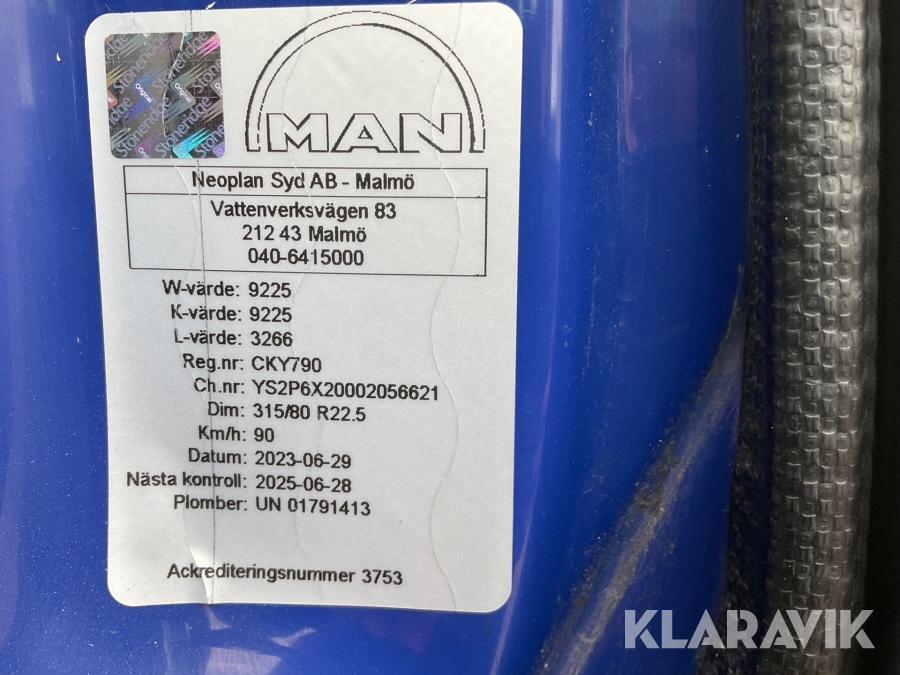 Stoneridge
Original
MAN
Neoplan Syd AB - Malmö
Vattenverksvägen 83
212 43 Malmö
040-6415000
W-värde: 9225
K-värde: 9225
L-värde: 3266
Reg.nr: CKY790
Ch.nr: YS2P6X20002056621
Dim: 315/80 R22.5
Km/h: 90
Datum: 2023-06-29
Nästa kontroll: 2025-06-28
Plomber: UN 01791413
Ackrediteringsnummer 3753
KLARAVIK